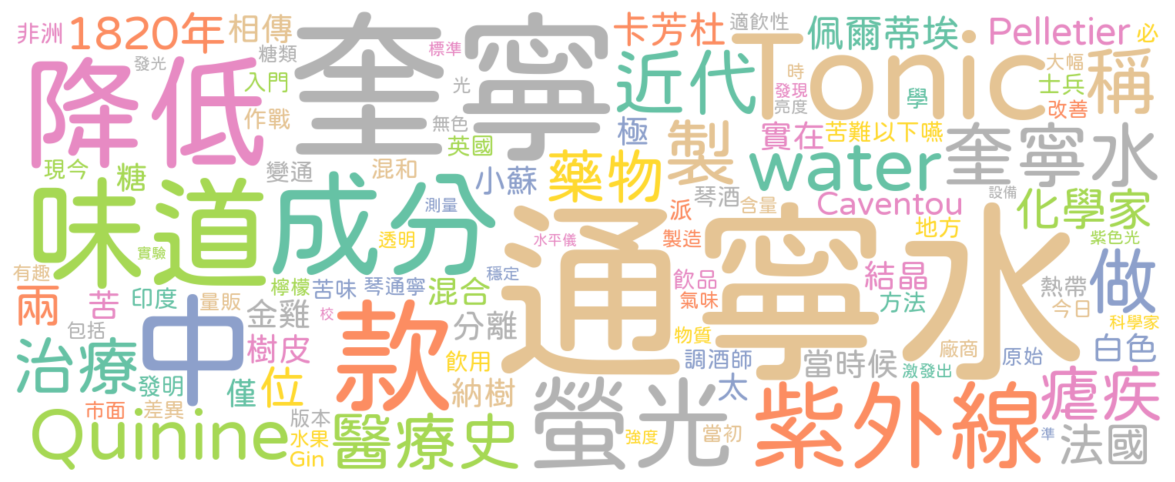 非洲 1820年 相傳 奎寧 標準 卡芳杜 適飲性 佩爾蒂埃 Pelletier 必
發光 糖類 光 近代 Tonic 大幅 稱
降低 入門 時 學 士兵
作戰 無色 英國 極 製 發現 亮度 改善
實在 苦難以下嚥 奎寧水
現今 糖 變通 混和 小蘇 藥物 water
味道 成分 測量 琴酒 含量 Caventou 化學家
派 地方
實驗 透明 水平儀 通寧水 製造 紫色光
有趣 檸檬 穩定 飲品 結晶 做
兩 苦 印度 量販 苦味 琴通寧 混合 氣味 方法 熱帶
中 金雞 校 款 分離 今日
包括 物質 科學家
治療 樹皮 調酒師 當時候 廠商 原始 白色
發明 僅 位 飲用 太 激發出
市面 差異 版本 納樹 螢光 紫外線 瘧疾
Quinine 水果 醫療史 強度 當初 準 法國
Gin